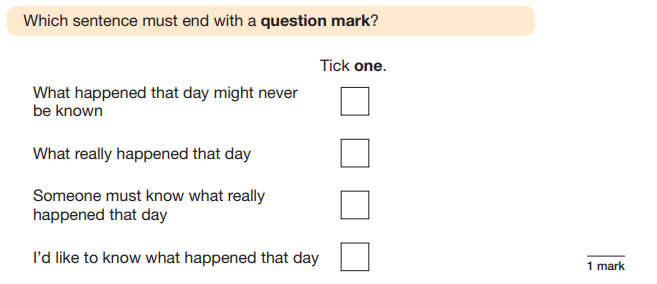 Which sentence must end with a question mark?
Tick one.
What happened that day might never
be known
What really happened that day
Someone must know what really
happened that day
I’d like to know what happened that day
1 mark